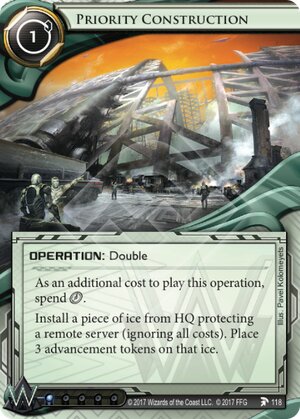 PRIORITY CONSTRUCTION
1
OPERATION: Double
As an additional cost to play this operation,
spend .
Install a piece of ice from HQ protecting
a remote server (ignoring all costs). Place
3 advancement tokens on that ice.
Illus. Pavel Kolomeyets
© 2017 Wizards of the Coast LLC. © 2017 FFG
118